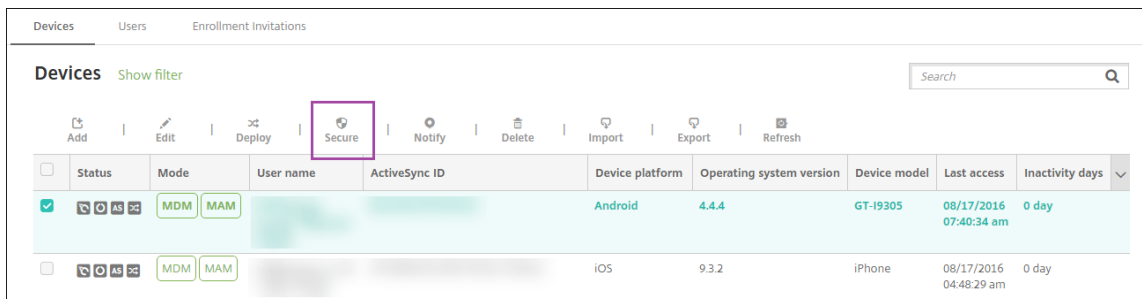 Devices Users Enrollment Invitations
Devices Show filter Search
Add | Edit | Deploy | Secure | Notify | Delete | Import | Export | Refresh
Status Mode User name ActiveSync ID Device platform Operating system version Device model Last access Inactivity days
AS MDM MAM Android 4.4.4 GT-I9305 08/17/2016 0 day
07:40:34 am
AS MDM MAM iOS 9.3.2 iPhone 08/17/2016 0 day
04:48:29 am